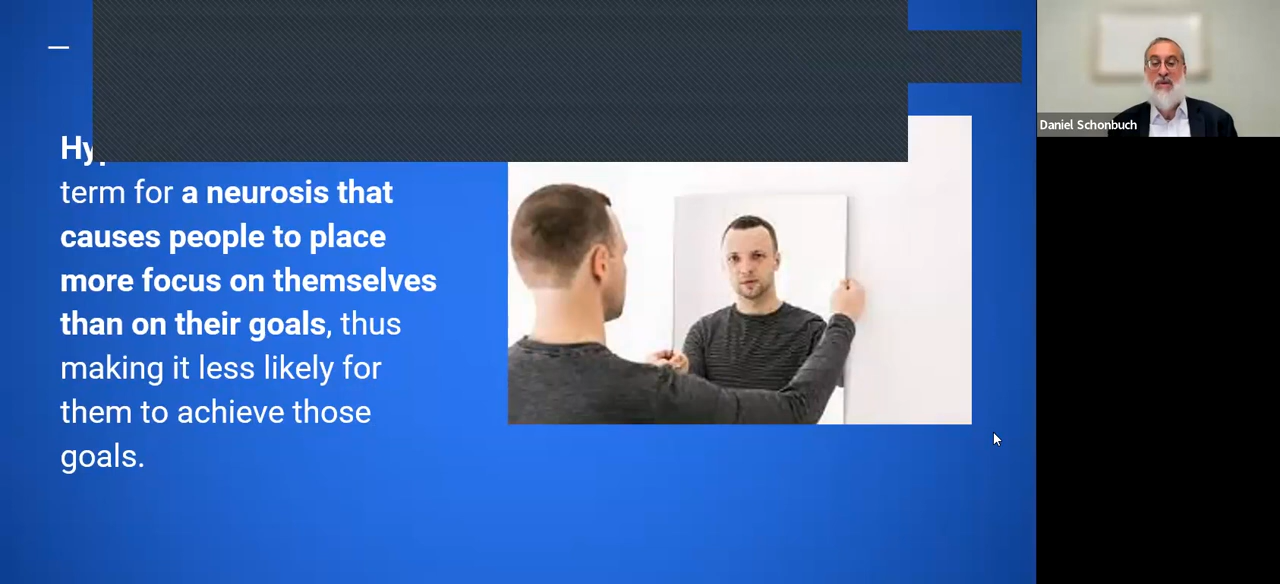 term for a neurosis that
causes people to place
more focus on themselves
than on their goals, thus
making it less likely for
them to achieve those
goals.
Daniel Schonbuch